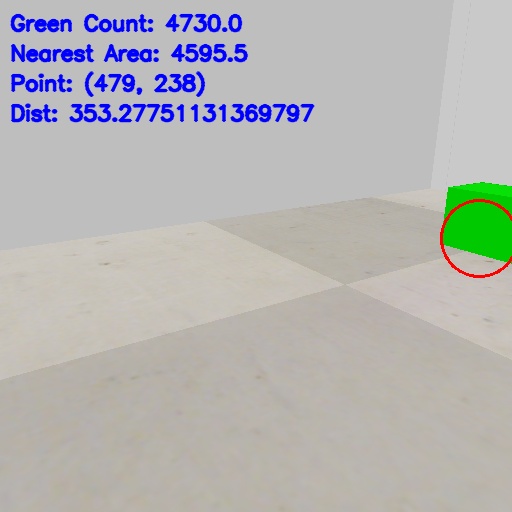 Green Count: 4730.0
Nearest Area: 4595.5
Point: (479, 238)
Dist: 353.27751131369797